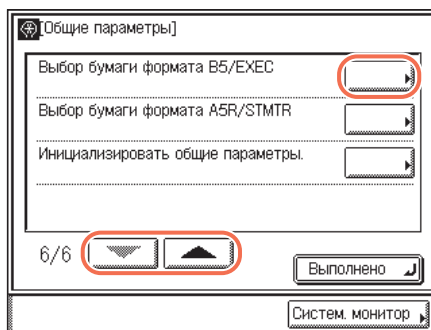 [Общие параметры]
Выбор бумаги формата B5/EXEC
Выбор бумаги формата A5R/STMTR
Инициализировать общие параметры.
6/6
Выполнено
Систем. монитор